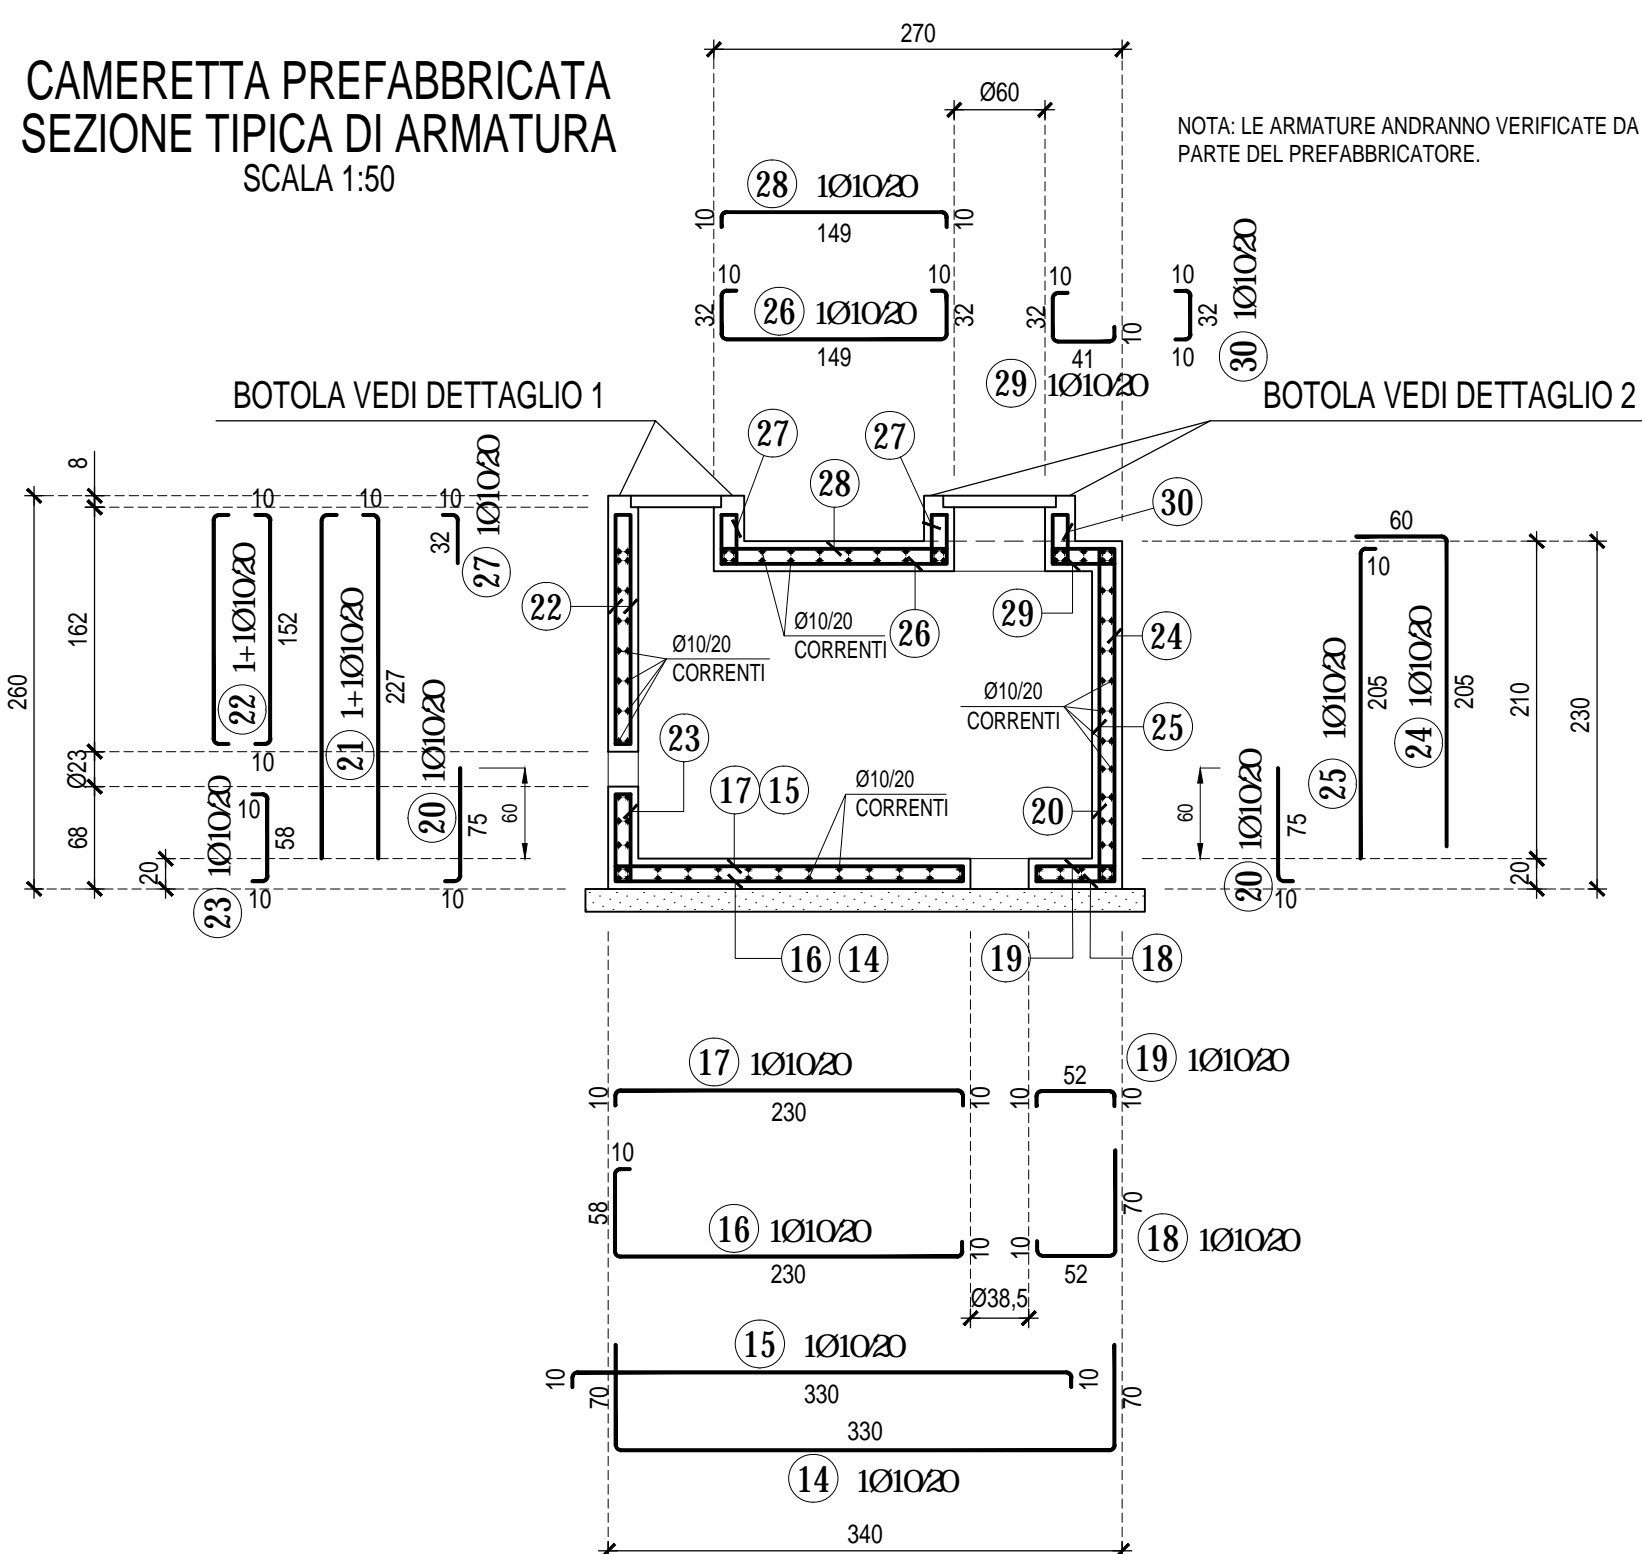 270
CAMERETTA PREFABBRICATA
SEZIONE TIPICA DI ARMATURA
SCALA 1:50
Ø60
NOTA: LE ARMATURE ANDRANNO VERIFICATE DA
PARTE DEL PREFABBRICATORE.
28 1Ø10/20
10 149 10
10 10
32 26 1Ø10/20 32
149
10
32 10
41
29 1Ø10/20
10
32
10
30 1Ø10/20
BOTOLA VEDI DETTAGLIO 1
BOTOLA VEDI DETTAGLIO 2
27 27
28
30
22
26
29
24
25
23
17 15
20
Ø10/20
CORRENTI
Ø10/20
CORRENTI
Ø10/20
CORRENTI
Ø10/20
CORRENTI
16 14
19
18
260
8
162
Ø23
68
20
10
22 1+1Ø10/20
152
10
10
21 1+1Ø10/20
227
10
32
27 1Ø10/20
23 1Ø10/20
10
58
10
20 1Ø10/20
75
10
60
60
20 1Ø10/20
75
10
25 1Ø10/20
10
205
60
24 1Ø10/20
205
210
20
230
17 1Ø10/20
10 230 10
19 1Ø10/20
10 52 10
10
58
16 1Ø10/20
230
10
10
52
70
18 1Ø10/20
Ø38,5
15 1Ø10/20
10 330 10
70 330 70
14 1Ø10/20
340